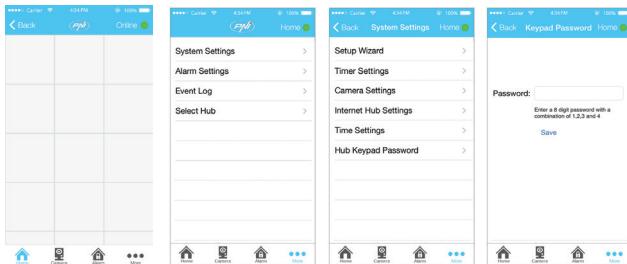 Carrier 4:34 PM 100%
Back PNI Online
Home Camera Alarm More
Carrier 4:34 PM 100%
PNI Home
System Settings
Alarm Settings
Event Log
Select Hub
Home Camera Alarm More
Carrier 4:34 PM 100%
Back System Settings Home
Setup Wizard
Timer Settings
Camera Settings
Internet Hub Settings
Time Settings
Hub Keypad Password
Home Camera Alarm More
Carrier 4:34 PM 100%
Back Keypad Password Home
Password:
Enter a 8 digit password with a
combination of 1,2,3 and 4
Save
Home Camera Alarm More